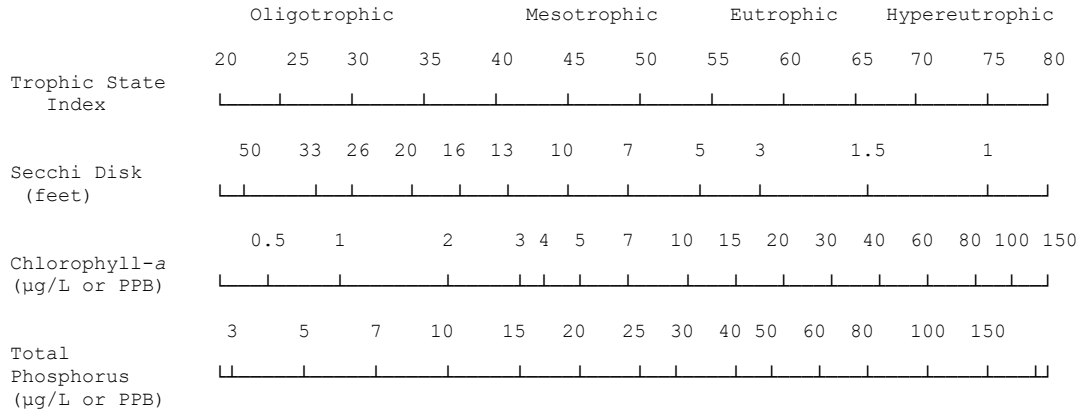 Oligotrophic Mesotrophic Eutrophic Hypereutrophic
20 25 30 35 40 45 50 55 60 65 70 75 80
Trophic State
Index
50 33 26 20 16 13 10 7 5 3 1.5 1
Secchi Disk
(feet)
0.5 1 2 3 4 5 7 10 15 20 30 40 60 80 100 150
Chlorophyll-a
(µg/L or PPB)
3 5 7 10 15 20 25 30 40 50 60 80 100 150
Total
Phosphorus
(µg/L or PPB)